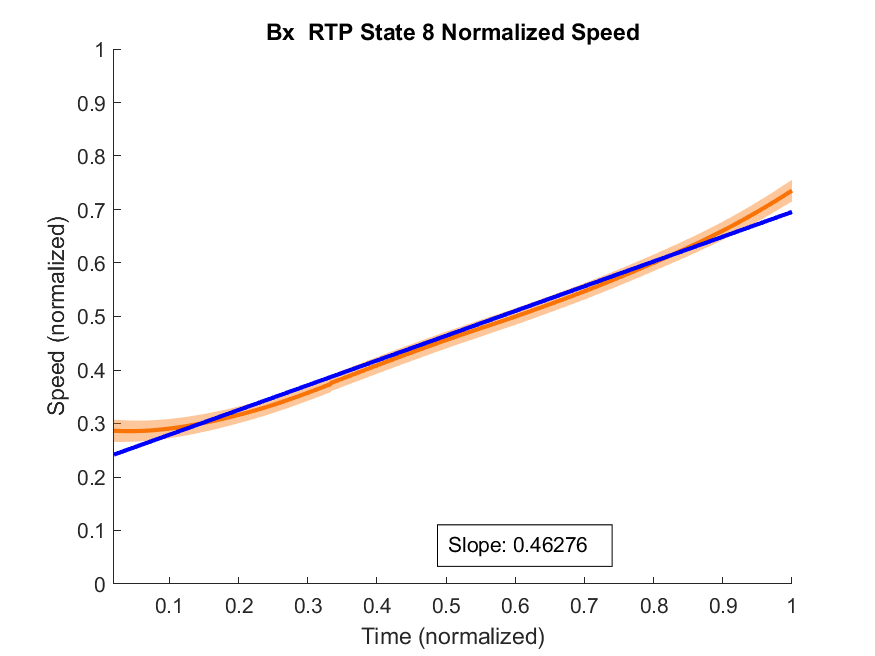 Bx  RTP State 8 Normalized Speed
1
0.9
0.8
0.7
0.6
0.5
0.4
0.3
0.2
0.1
0
Speed (normalized)
Slope: 0.46276
0.1 0.2 0.3 0.4 0.5 0.6 0.7 0.8 0.9 1
Time (normalized)